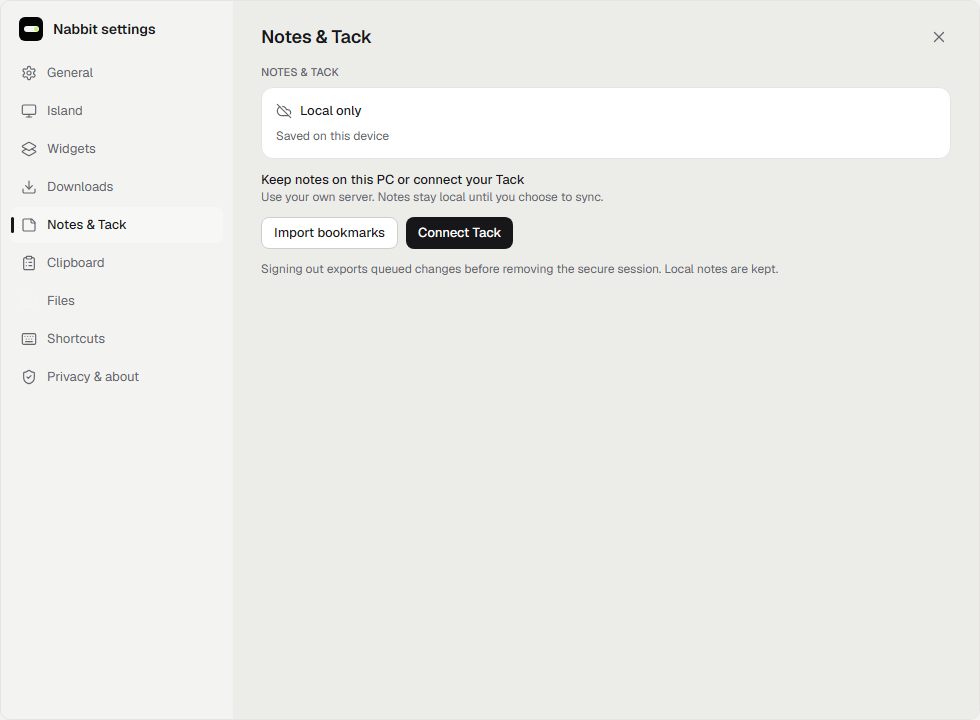 Nabbit settings
General
Island
Widgets
Downloads
Notes & Tack
Clipboard
Files
Shortcuts
Privacy & about
Notes & Tack
NOTES & TACK
Local only
Saved on this device
Keep notes on this PC or connect your Tack
Use your own server. Notes stay local until you choose to sync.
Import bookmarks
Connect Tack
Signing out exports queued changes before removing the secure session. Local notes are kept.